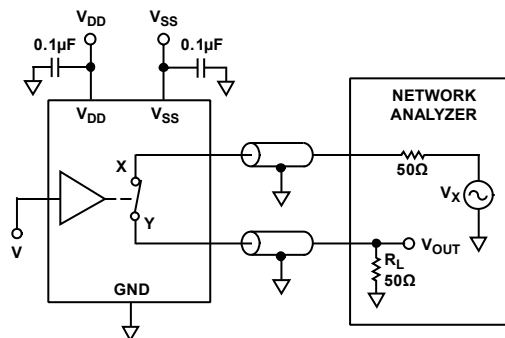 VDD
VSS
0.1µF
0.1µF
VDD
VSS
NETWORK
ANALYZER
X
50Ω
VX
Y
V
VOUT
RL
50Ω
GND